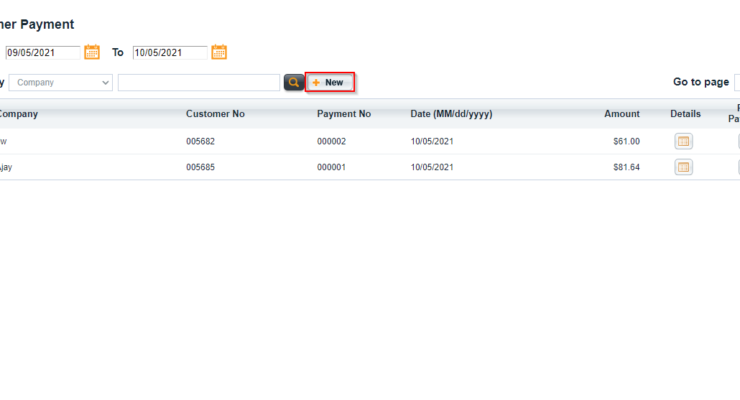 ner Payment
09/05/2021 To 10/05/2021
y Company New Go to page
Company Customer No Payment No Date (MM/dd/yyyy) Amount Details
Pa
w 005682 000002 10/05/2021 $61.00
jay 005685 000001 10/05/2021 $81.64